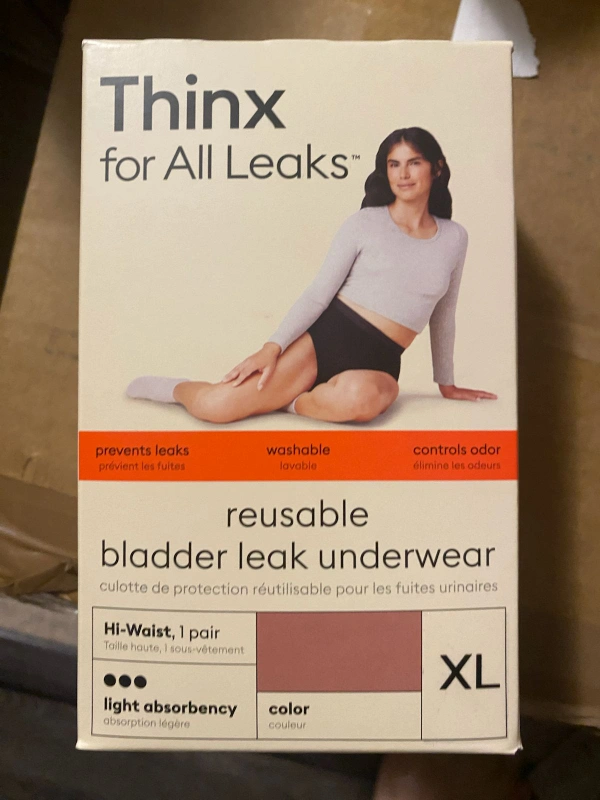 Thinx
for All Leaks™
prevents leaks
prévient les fuites
washable
lavable
controls odor
élimine les odeurs
reusable
bladder leak underwear
culotte de protection réutilisable pour les fuites urinaires
Hi-Waist, 1 pair
Taille haute, 1 sous-vêtement
light absorbency
absorption légère
color
couleur
XL